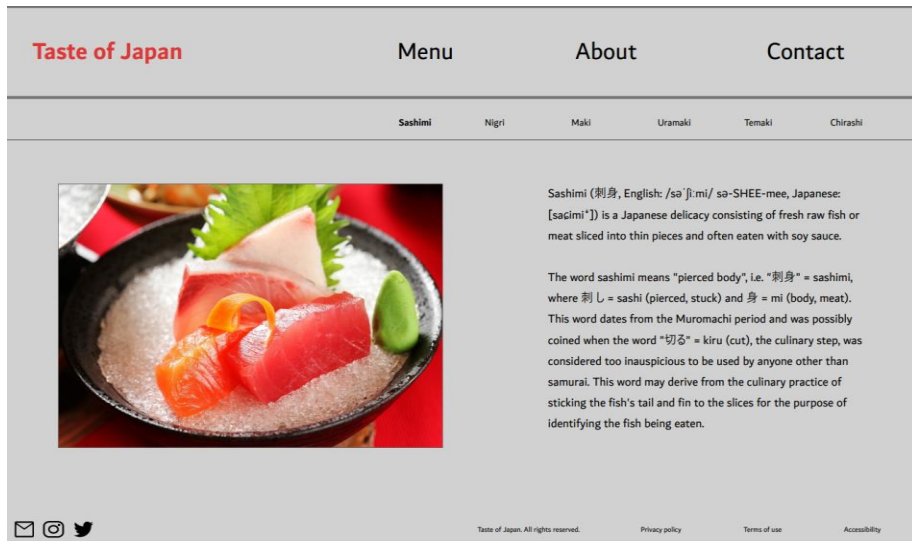 Taste of Japan
Menu
About
Contact
Sashimi
Nigri
Maki
Uramaki
Temaki
Chirashi
Sashimi (刺身, English: /səˈʃiːmi/ sə-SHEE-mee, Japanese:
[saɕimiꜜ]) is a Japanese delicacy consisting of fresh raw fish or
meat sliced into thin pieces and often eaten with soy sauce.
The word sashimi means "pierced body", i.e. "刺身" = sashimi,
where 刺し = sashi (pierced, stuck) and 身 = mi (body, meat).
This word dates from the Muromachi period and was possibly
coined when the word "切る" = kiru (cut), the culinary step, was
considered too inauspicious to be used by anyone other than
samurai. This word may derive from the culinary practice of
sticking the fish's tail and fin to the slices for the purpose of
identifying the fish being eaten.
Taste of Japan. All rights reserved.
Privacy policy
Terms of use
Accessibility